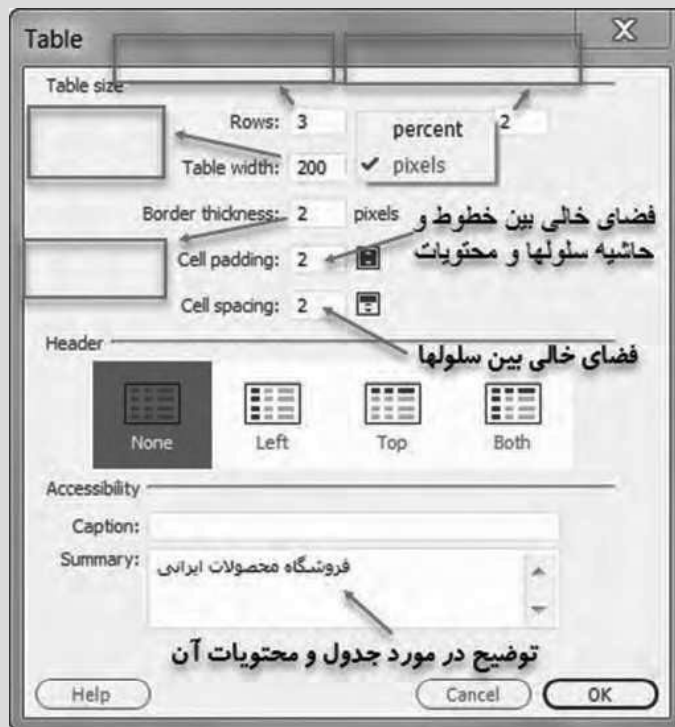 Table
X
Table size
Rows: 3 percent 2
Table width: 200 ✔ pixels
Border thickness: 2 pixels
فضای خالی بین خطوط و
حاشیه سلولها و محتویات
Cell padding: 2
Cell spacing: 2
فضای خالی بین سلولها
Header
None Left Top Both
Accessibility
Caption:
Summary: فروشگاه محصولات ایرانی
توضیح در مورد جدول و محتویات آن
Help Cancel OK